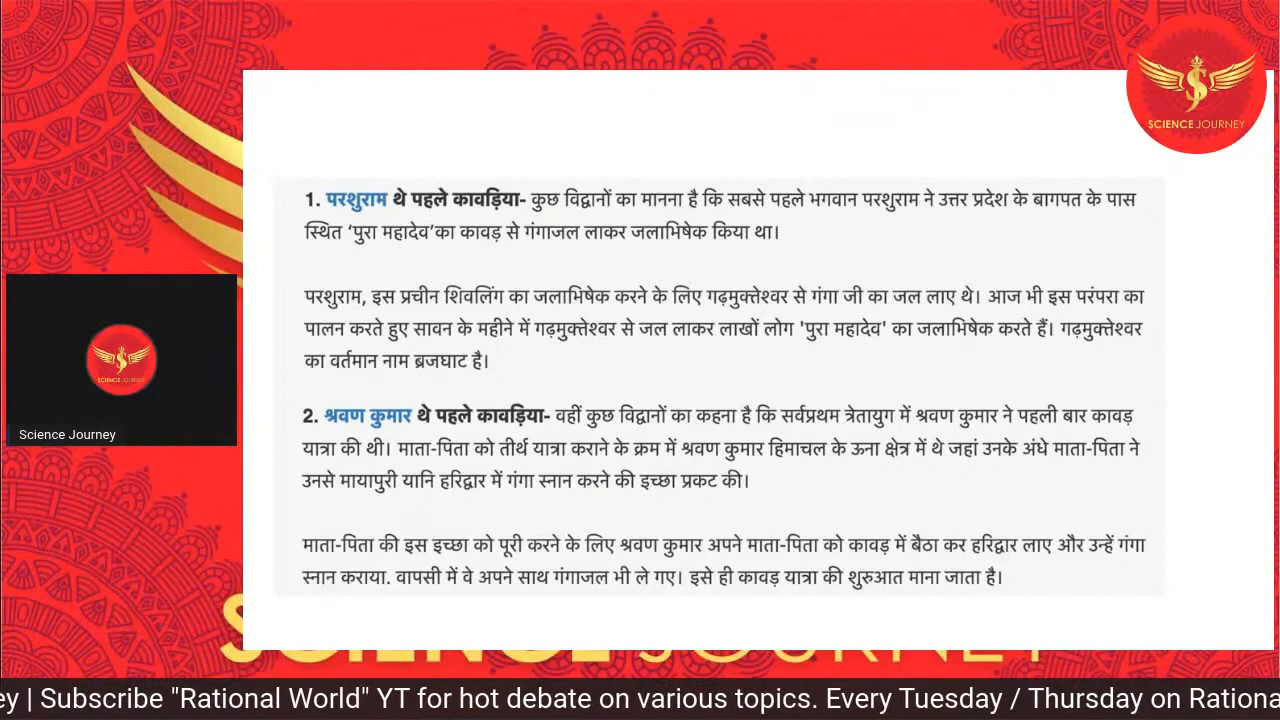 SCIENCE JOURNEY
1. परशुराम थे पहले कावड़िया- कुछ विद्वानों का मानना है कि सबसे पहले भगवान परशुराम ने उत्तर प्रदेश के बागपत के पास
स्थित 'पुरा महादेव'का कावड़ से गंगाजल लाकर जलाभिषेक किया था।
परशुराम, इस प्रचीन शिवलिंग का जलाभिषेक करने के लिए गढ़मुक्तेश्वर से गंगा जी का जल लाए थे। आज भी इस परंपरा का
पालन करते हुए सावन के महीने में गढ़मुक्तेश्वर से जल लाकर लाखों लोग 'पुरा महादेव' का जलाभिषेक करते हैं। गढ़मुक्तेश्वर
का वर्तमान नाम ब्रजघाट है।
2. श्रवण कुमार थे पहले कावड़िया- वहीं कुछ विद्वानों का कहना है कि सर्वप्रथम त्रेतायुग में श्रवण कुमार ने पहली बार कावड़
यात्रा की थी। माता-पिता को तीर्थ यात्रा कराने के क्रम में श्रवण कुमार हिमाचल के ऊना क्षेत्र में थे जहां उनके अंधे माता-पिता ने
उनसे मायापुरी यानि हरिद्वार में गंगा स्नान करने की इच्छा प्रकट की।
माता-पिता की इस इच्छा को पूरी करने के लिए श्रवण कुमार अपने माता-पिता को कावड़ में बैठा कर हरिद्वार लाए और उन्हें गंगा
स्नान कराया. वापसी में वे अपने साथ गंगाजल भी ले गए। इसे ही कावड़ यात्रा की शुरुआत माना जाता है।
SCIENCE JOURNEY
Science Journey
SCIENCE JOURNEY
ey | Subscribe "Rational World" YT for hot debate on various topics. Every Tuesday / Thursday on Rationa